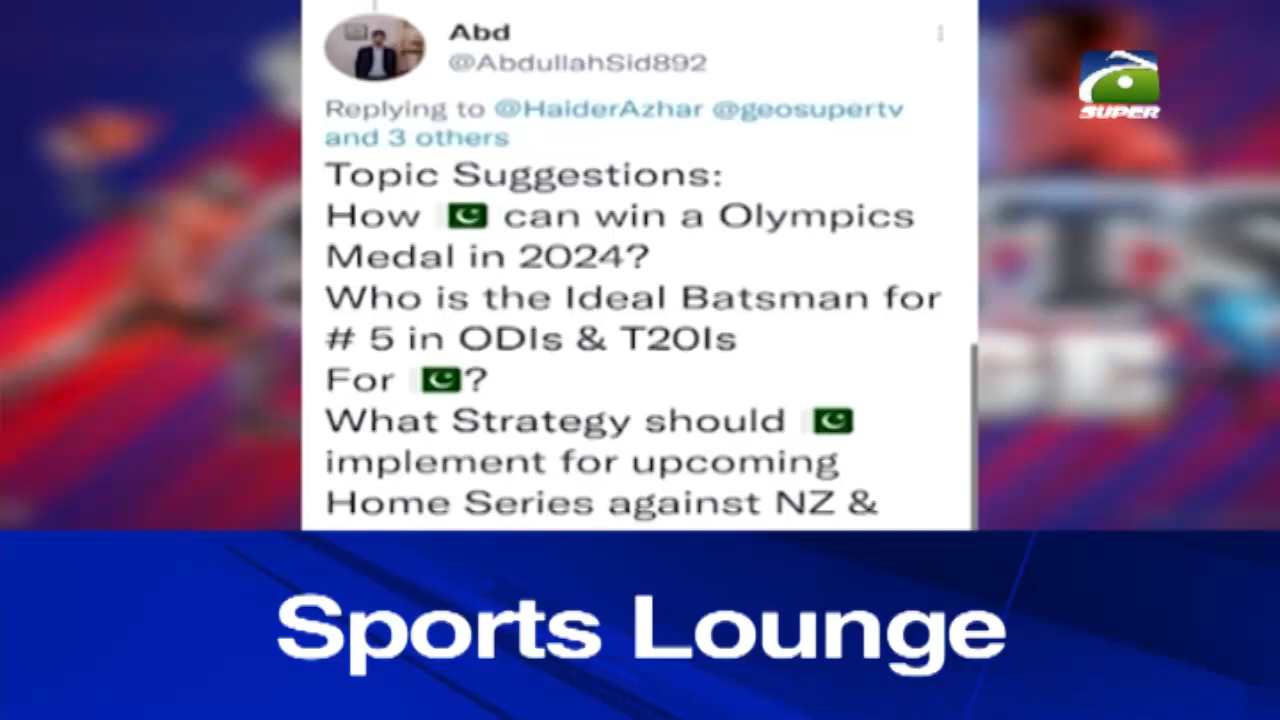 Abd
@AbdullahSid892
SUPER
Replying to @HaiderAzhar @geosupertv
and 3 others
Topic Suggestions:
How 🇵🇰 can win a Olympics
Medal in 2024?
Who is the Ideal Batsman for
# 5 in ODIs & T20Is
For 🇵🇰?
What Strategy should 🇵🇰
implement for upcoming
Home Series against NZ &
Sports Lounge